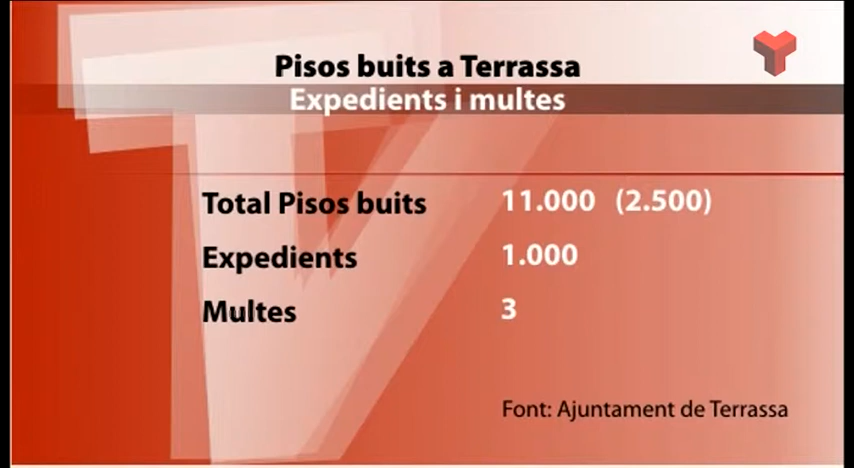 Pisos buits a Terrassa
Expedients i multes
Total Pisos buits 11.000 (2.500)
Expedients 1.000
Multes 3
Font: Ajuntament de Terrassa